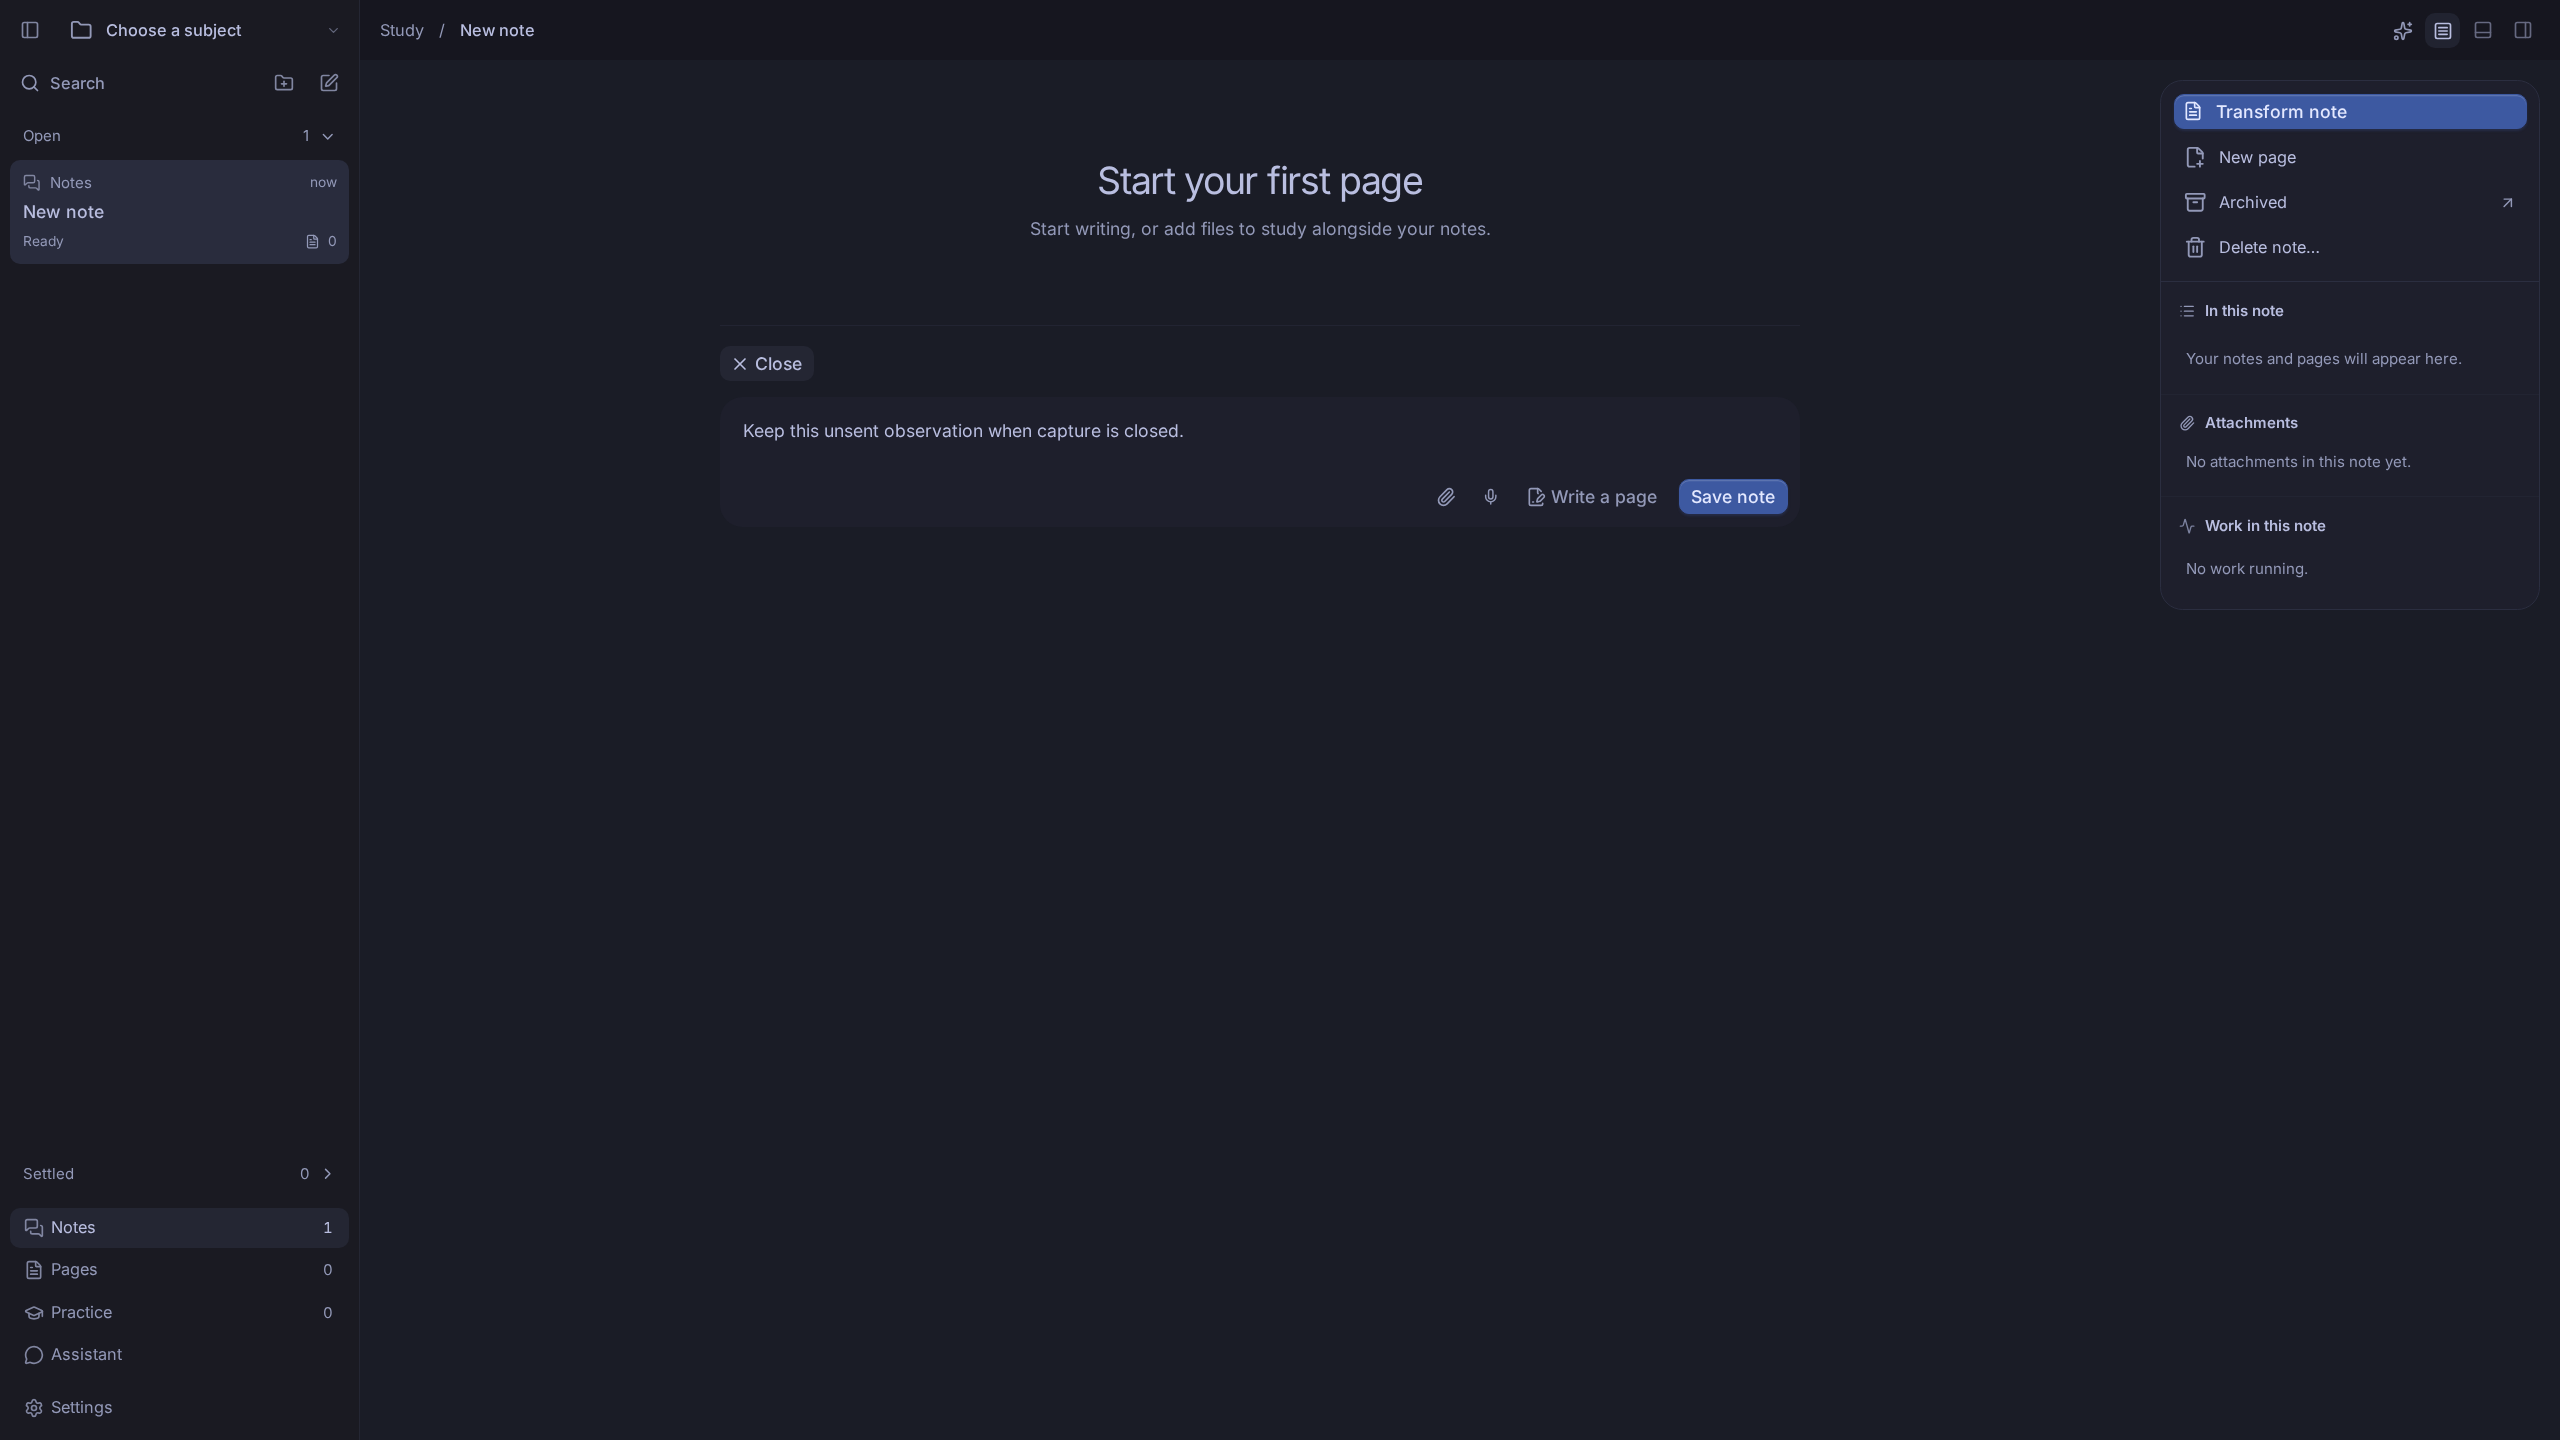 Choose a subject
Search
Open 1
Notes now
New note
Ready 0
Settled 0
Notes 1
Pages 0
Practice 0
Assistant
Settings
Study / New note
Start your first page
Start writing, or add files to study alongside your notes.
Close
Keep this unsent observation when capture is closed.
Write a page Save note
Transform note
New page
Archived
Delete note...
In this note
Your notes and pages will appear here.
Attachments
No attachments in this note yet.
Work in this note
No work running.